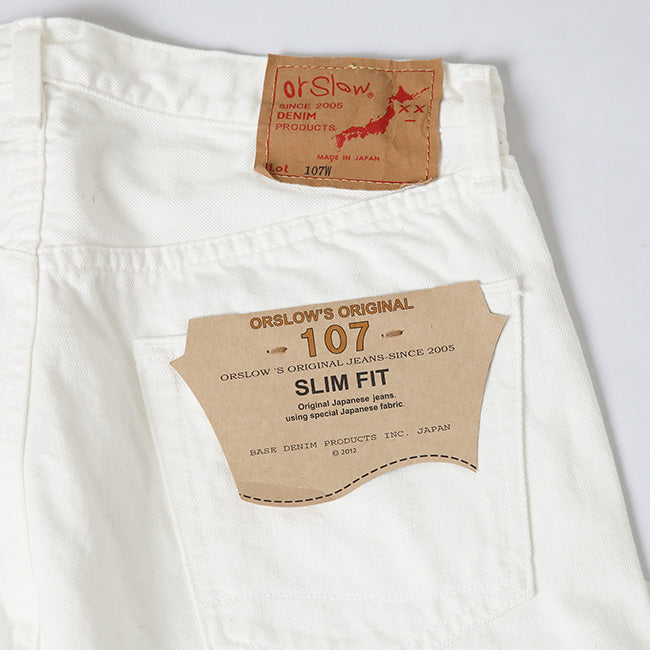 orSlow®
SINCE 2005
DENIM
PRODUCTS.
XX
MADE IN JAPAN
Lot 107W
ORSLOW'S ORIGINAL
107
ORSLOW 'S ORIGINAL JEANS-SINCE 2005
SLIM FIT
Original Japanese jeans,
using special Japanese fabric.
BASE DENIM PRODUCTS INC. JAPAN
© 2012